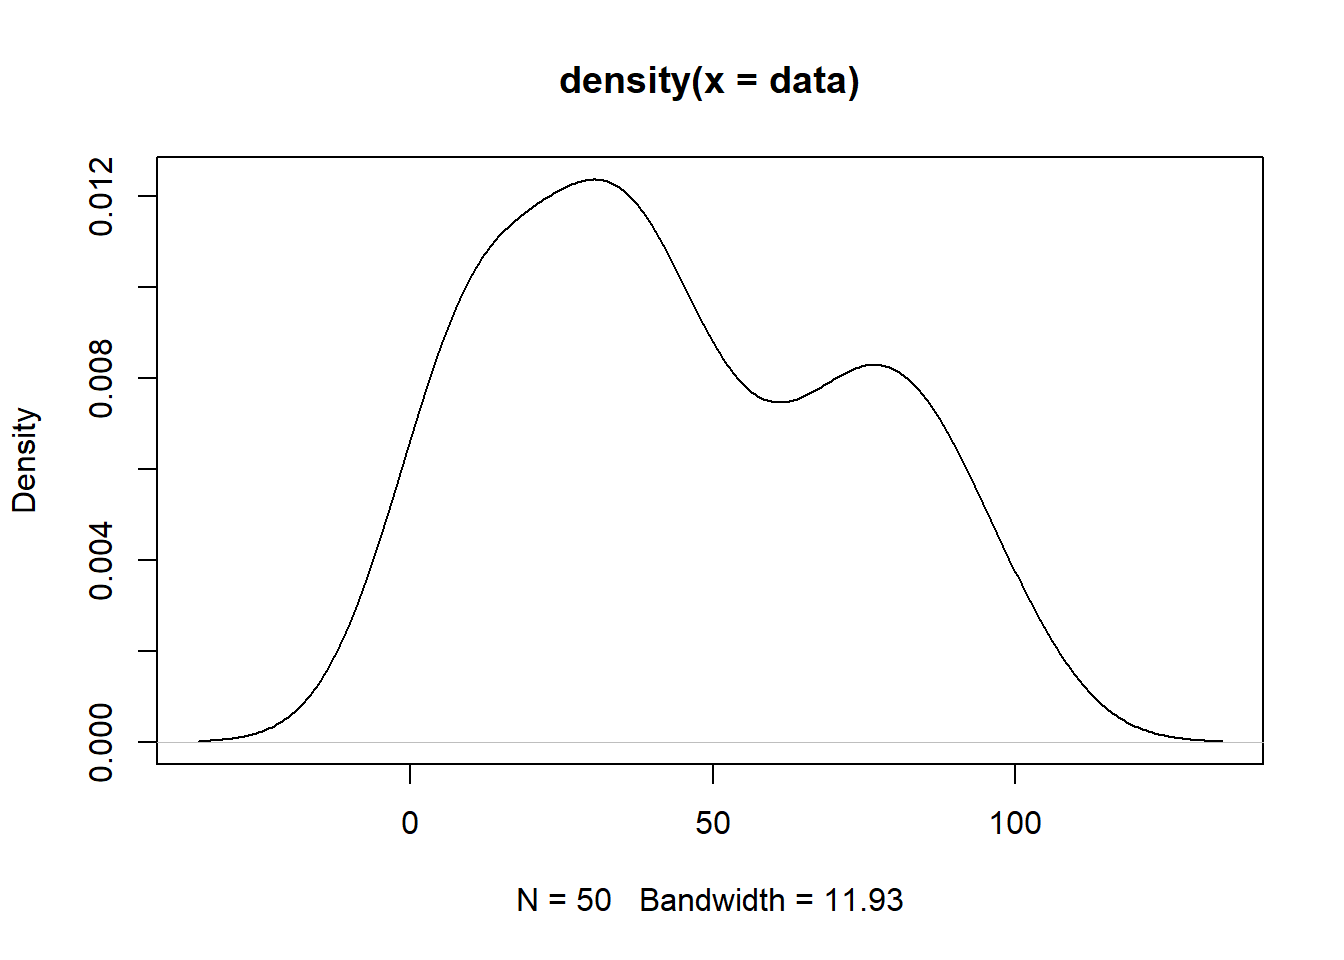 density(x = data)
Density
0.012
0.008
0.004
0.000
0 50 100
N = 50 Bandwidth = 11.93